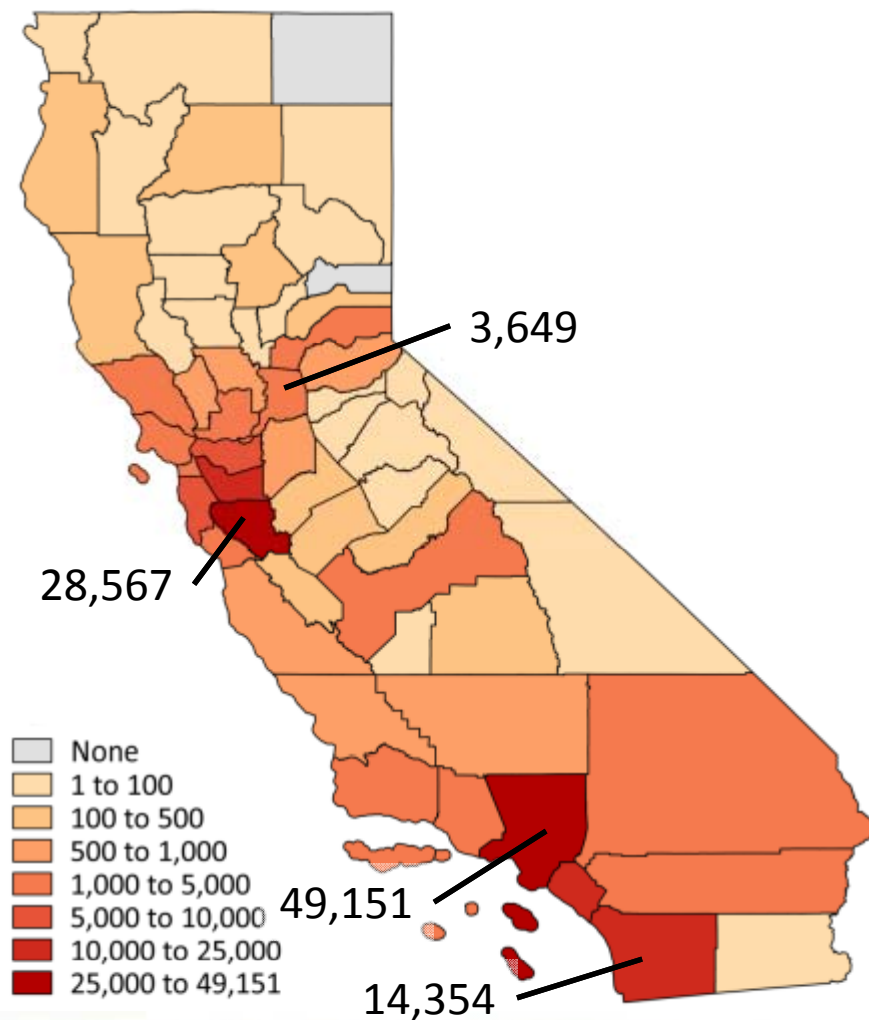 3,649
28,567
None
1 to 100
100 to 500
500 to 1,000
1,000 to 5,000
5,000 to 10,000
10,000 to 25,000
25,000 to 49,151
49,151
14,354